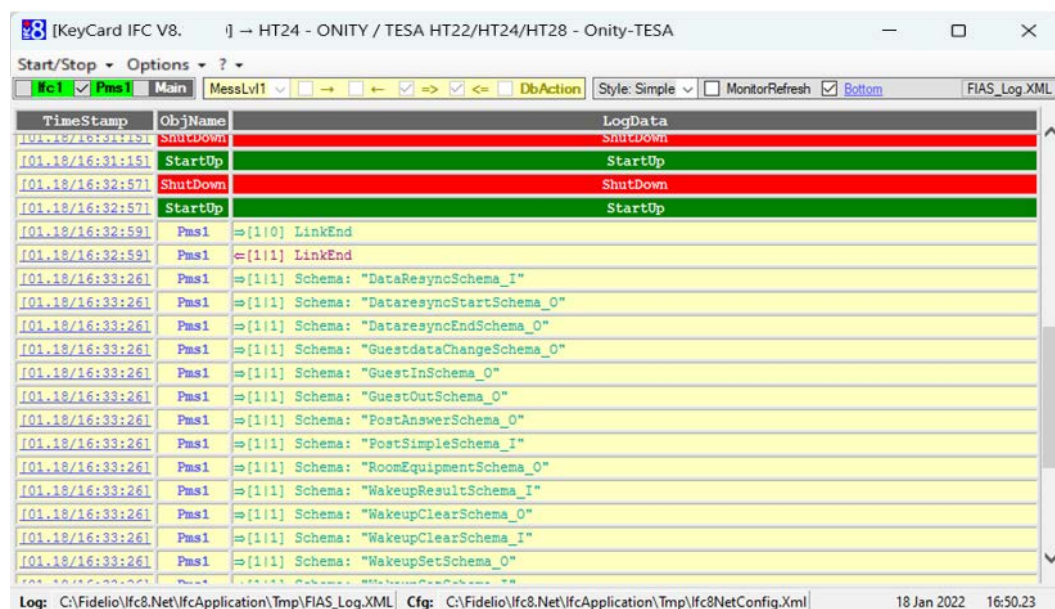 [KeyCard IFC V8. ] → HT24 - ONITY / TESA HT22/HT24/HT28 - Onity-TESA
Start/Stop Options ?
Ifc1 Pms1 Main MessLvl1 → ← => <= DbAction Style: Simple MonitorRefresh Bottom FIAS_Log.XML
TimeStamp ObjName LogData
[01.18/16:31:15] ShutDown ShutDown
[01.18/16:31:15] StartUp StartUp
[01.18/16:32:57] ShutDown ShutDown
[01.18/16:32:57] StartUp StartUp
[01.18/16:32:59] Pms1 ⇒[1|0] LinkEnd
[01.18/16:32:59] Pms1 ⇐[1|1] LinkEnd
[01.18/16:33:26] Pms1 ⇒[1|1] Schema: "DataResyncSchema_I"
[01.18/16:33:26] Pms1 ⇒[1|1] Schema: "DataresyncStartSchema_O"
[01.18/16:33:26] Pms1 ⇒[1|1] Schema: "DataresyncEndSchema_O"
[01.18/16:33:26] Pms1 ⇒[1|1] Schema: "GuestdataChangeSchema_O"
[01.18/16:33:26] Pms1 ⇒[1|1] Schema: "GuestInSchema_O"
[01.18/16:33:26] Pms1 ⇒[1|1] Schema: "GuestOutSchema_O"
[01.18/16:33:26] Pms1 ⇒[1|1] Schema: "PostAnswerSchema_O"
[01.18/16:33:26] Pms1 ⇒[1|1] Schema: "PostSimpleSchema_I"
[01.18/16:33:26] Pms1 ⇒[1|1] Schema: "RoomEquipmentSchema_O"
[01.18/16:33:26] Pms1 ⇒[1|1] Schema: "WakeupResultSchema_I"
[01.18/16:33:26] Pms1 ⇒[1|1] Schema: "WakeupClearSchema_O"
[01.18/16:33:26] Pms1 ⇒[1|1] Schema: "WakeupClearSchema_I"
[01.18/16:33:26] Pms1 ⇒[1|1] Schema: "WakeupSetSchema_O"
Log: C:\Fidelio\Ifc8.Net\IfcApplication\Tmp\FIAS_Log.XML Cfg: C:\Fidelio\Ifc8.Net\IfcApplication\Tmp\Ifc8NetConfig.Xml 18 Jan 2022 16:50.23